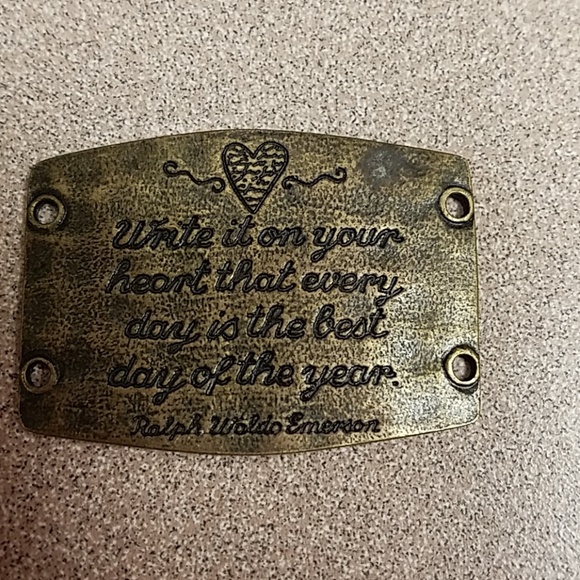 Write it on your
heart that every
day is the best
day of the year.
Ralph Waldo Emerson